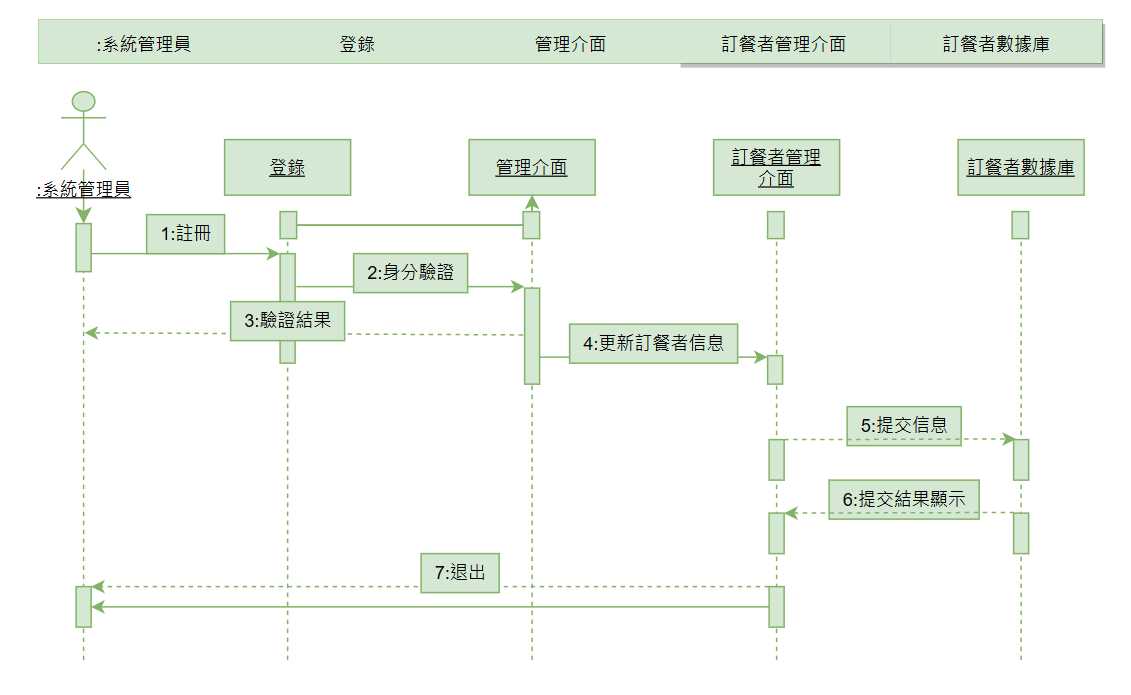 :系統管理員
登錄
管理介面
訂餐者管理介面
訂餐者數據庫
:系統管理員
登錄
管理介面
訂餐者管理
介面
訂餐者數據庫
1:註冊
2:身分驗證
3:驗證結果
4:更新訂餐者信息
5:提交信息
6:提交結果顯示
7:退出